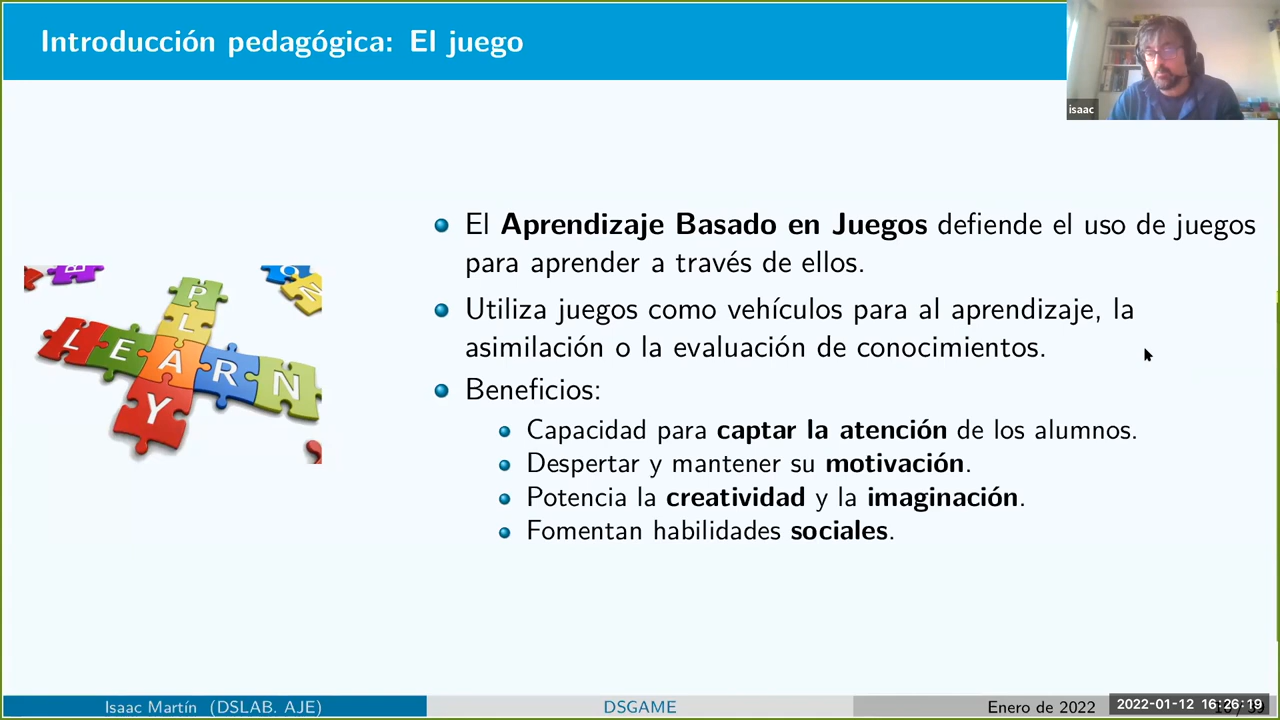 Introducción pedagógica: El juego
isaac
El Aprendizaje Basado en Juegos defiende el uso de juegos
para aprender a través de ellos.
Utiliza juegos como vehículos para al aprendizaje, la
asimilación o la evaluación de conocimientos.
Beneficios:
Capacidad para captar la atención de los alumnos.
Despertar y mantener su motivación.
Potencia la creatividad y la imaginación.
Fomentan habilidades sociales.
PLAY
LEARN
Isaac Martín (DSLAB. AJE)
DSGAME
Enero de 2022
2022-01-12 16:26:19